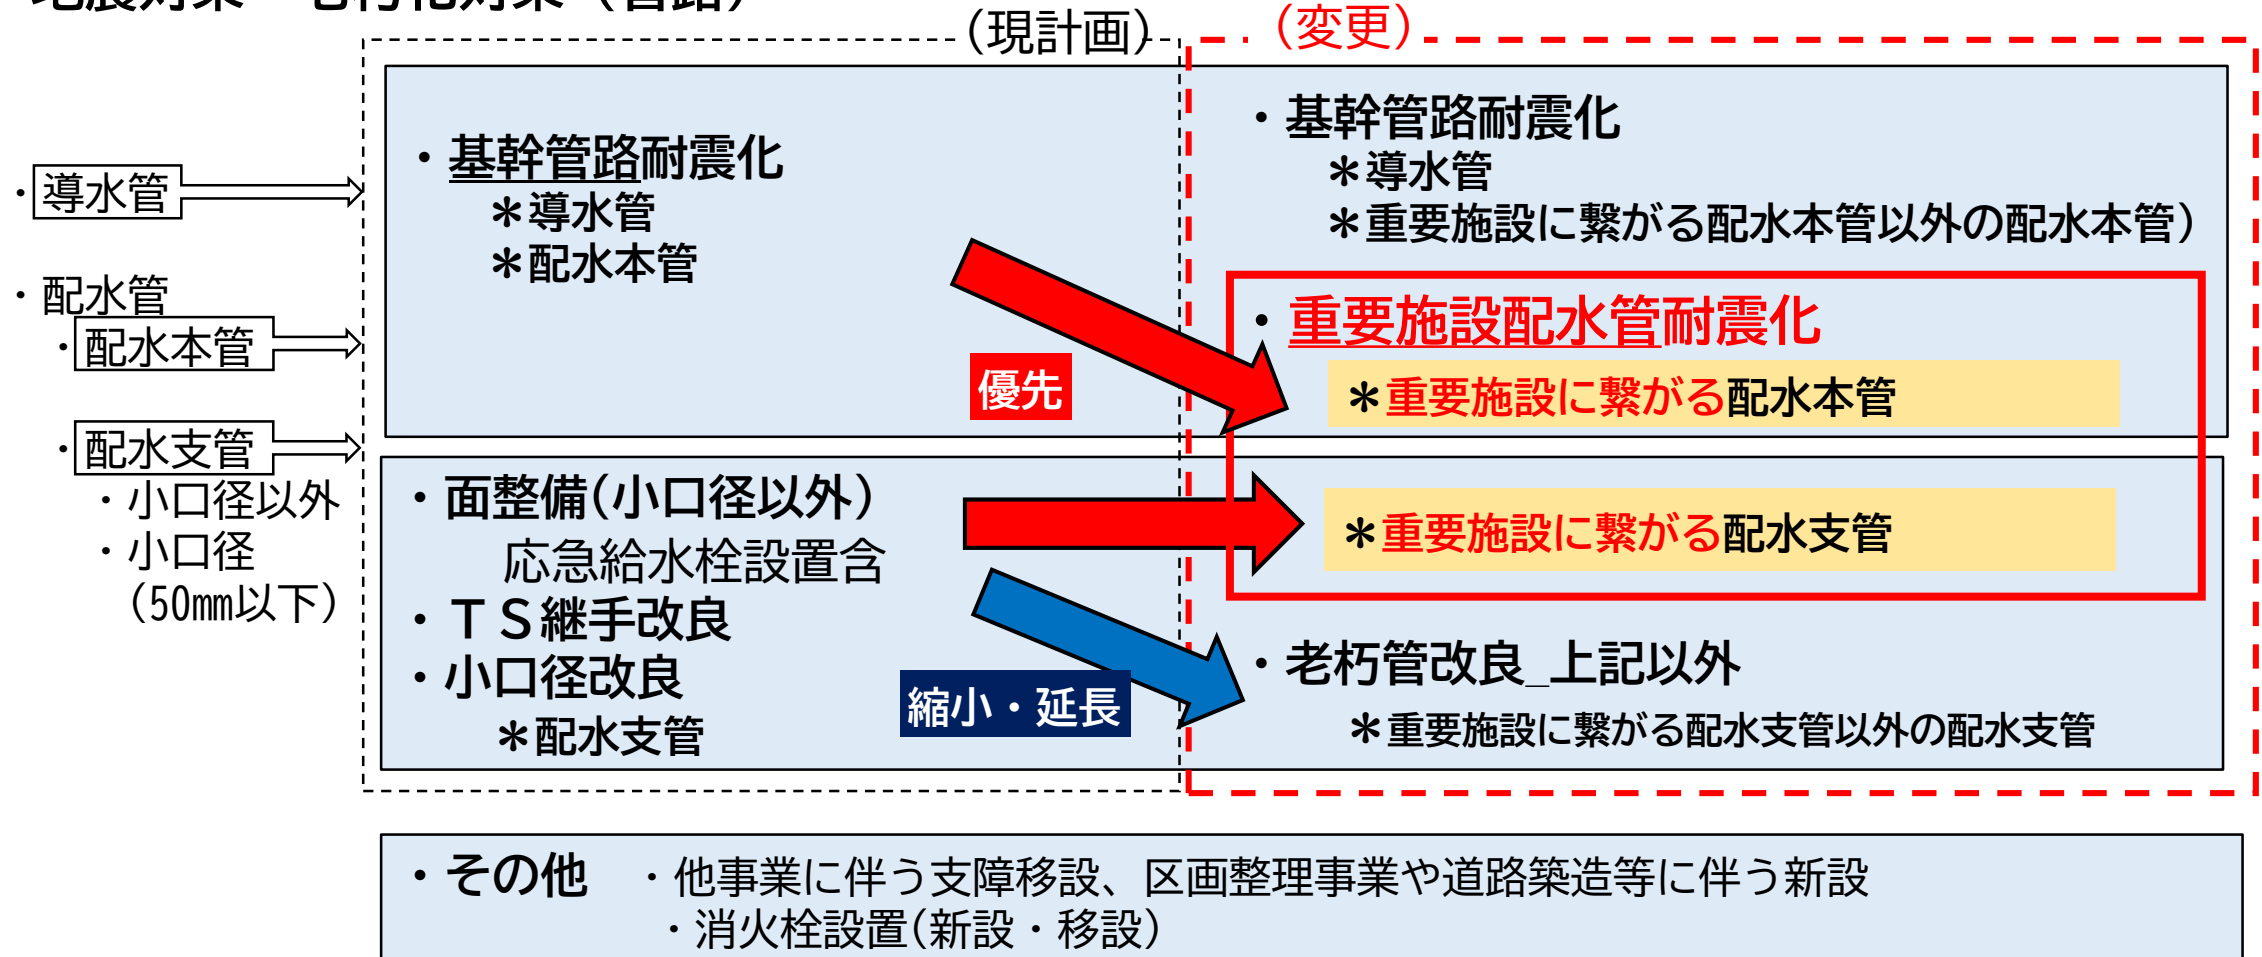 地震対策・老朽化対策（管路）
（現計画）
（変更）
・導水管
・配水管
・配水本管
・配水支管
・小口径以外
・小口径
（50㎜以下）
・基幹管路耐震化
＊導水管
＊配水本管
・基幹管路耐震化
＊導水管
＊重要施設に繋がる配水本管以外の配水本管）
・重要施設配水管耐震化
＊重要施設に繋がる配水本管
優先
・面整備(小口径以外）
応急給水栓設置含
・ＴＳ継手改良
・小口径改良
＊配水支管
＊重要施設に繋がる配水支管
縮小・延長
・老朽管改良_上記以外
＊重要施設に繋がる配水支管以外の配水支管
・その他　・他事業に伴う支障移設、区画整理事業や道路築造等に伴う新設
・消火栓設置(新設・移設）